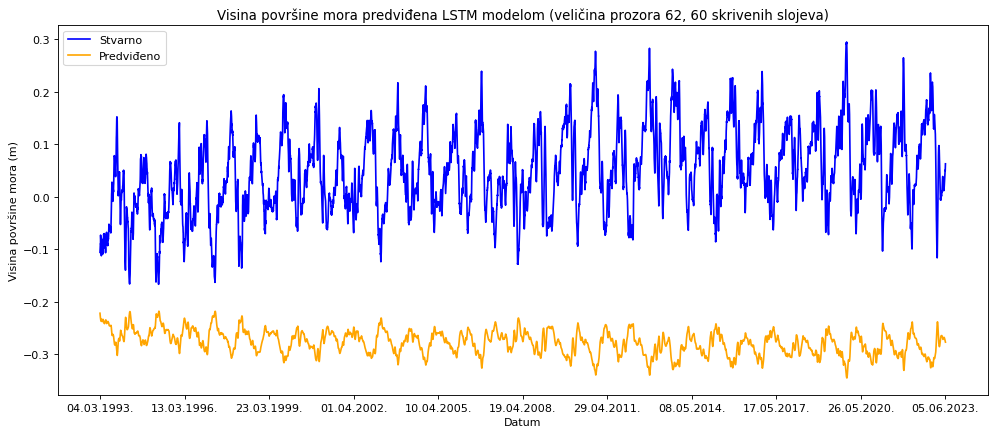 Visina površine mora predviđena LSTM modelom (veličina prozora 62, 60 skrivenih slojeva)
Stvarno
Predviđeno
Visina površine mora (m)
0.3
0.2
0.1
0.0
−0.1
−0.2
−0.3
04.03.1993. 13.03.1996. 23.03.1999. 01.04.2002. 10.04.2005. 19.04.2008. 29.04.2011. 08.05.2014. 17.05.2017. 26.05.2020. 05.06.2023.
Datum